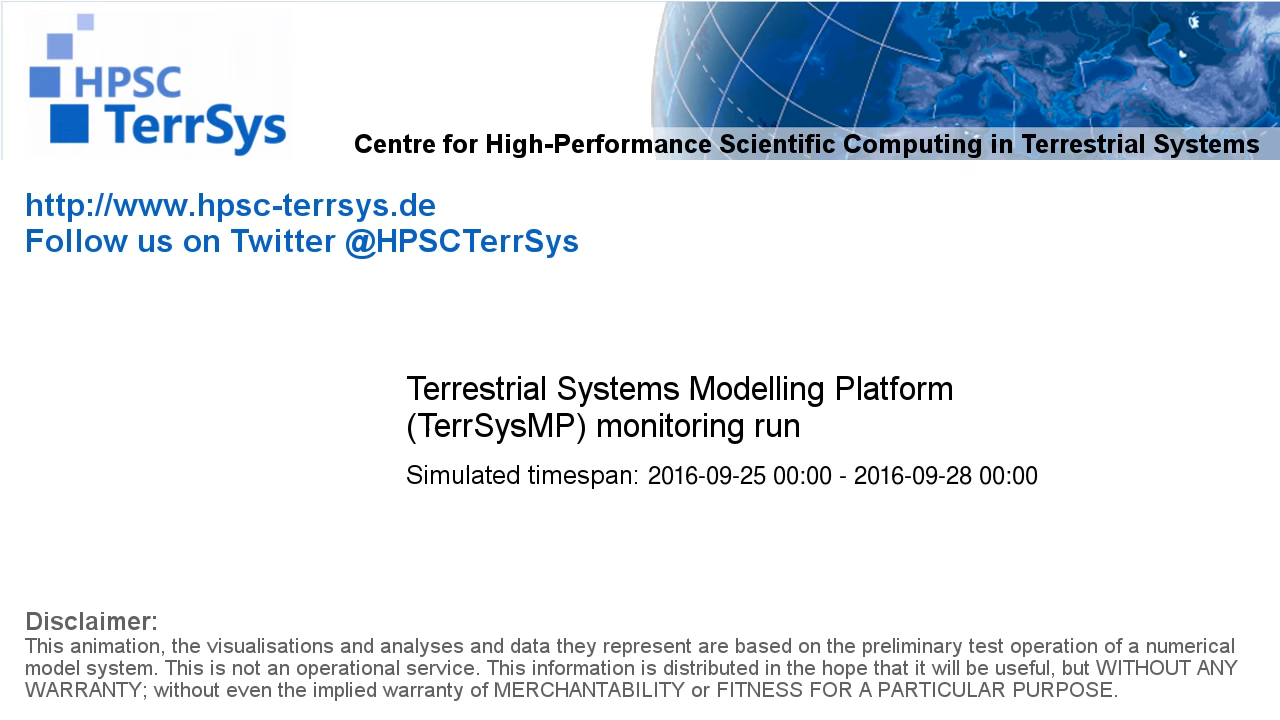 HPSC
TerrSys
Centre for High-Performance Scientific Computing in Terrestrial Systems
http://www.hpsc-terrsys.de
Follow us on Twitter @HPSCTerrSys
Terrestrial Systems Modelling Platform
(TerrSysMP) monitoring run
Simulated timespan: 2016-09-25 00:00 - 2016-09-28 00:00
Disclaimer:
This animation, the visualisations and analyses and data they represent are based on the preliminary test operation of a numerical
model system. This is not an operational service. This information is distributed in the hope that it will be useful, but WITHOUT ANY
WARRANTY; without even the implied warranty of MERCHANTABILITY or FITNESS FOR A PARTICULAR PURPOSE.